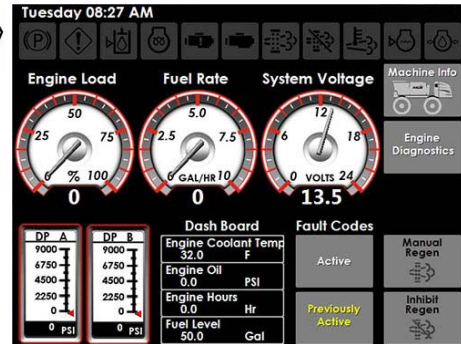 Tuesday 08:27 AM
(P)
Engine Load
Fuel Rate
System Voltage
Machine Info
50
25
75
0
%
100
0
5.0
2.5
7.5
GAL/HR
10
0
12
6
18
0
VOLTS
24
13.5
Engine
Diagnostics
DP A
9000
6750
4500
2250
0
0 PSI
DP B
9000
6750
4500
2250
0
0 PSI
Dash Board
Engine Coolant Temp
32.0 F
Engine Oil
0.0 PSI
Engine Hours
0.0 Hr
Fuel Level
50.0 Gal
Fault Codes
Active
Previously
Active
Manual
Regen
Inhibit
Regen